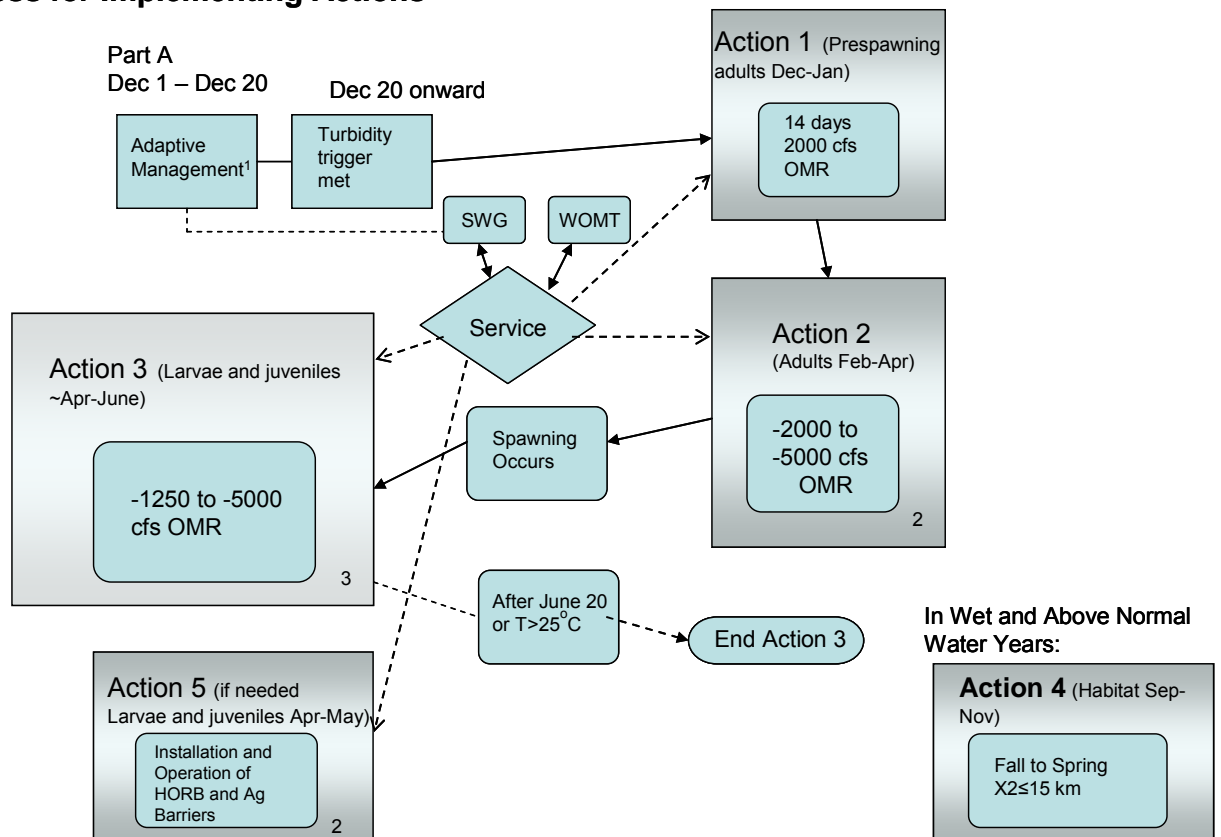 Part A
Dec 1 – Dec 20
Dec 20 onward
Adaptive
Management¹
Turbidity
trigger
met
Action 1 (Prespawning
adults Dec-Jan)
14 days
2000 cfs
OMR
SWG
WOMT
Service
Action 2
(Adults Feb-Apr)
-2000 to
-5000 cfs
OMR
2
Action 3 (Larvae and juveniles
~Apr-June)
-1250 to -5000
cfs OMR
3
Spawning
Occurs
After June 20
or T>25°C
End Action 3
In Wet and Above Normal
Water Years:
Action 4 (Habitat Sep-
Nov)
Fall to Spring
X2≤15 km
Action 5 (if needed
Larvae and juveniles Apr-May)
Installation and
Operation of
HORB and Ag
Barriers
2